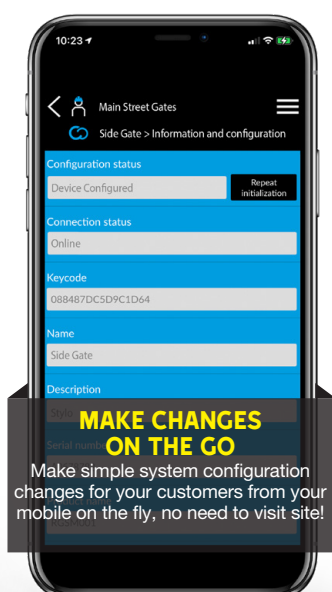 10:23
Main Street Gates
Side Gate > Information and configuration
Configuration status
Device Configured
Repeat
initialization
Connection status
Online
Keycode
088487DC5D9C1D64
Name
Side Gate
Description
MAKE CHANGES
ON THE GO
Serial number
Make simple system configuration
changes for your customers from your
mobile on the fly, no need to visit site!